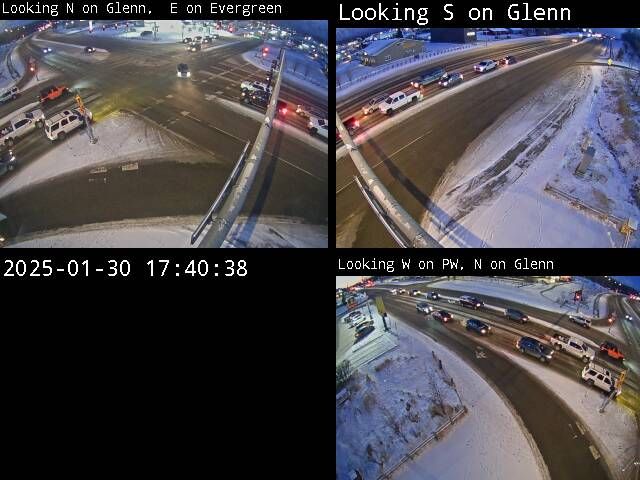 Looking N on Glenn,  E on Evergreen
Looking S on Glenn
2025-01-30 17:40:38
Looking W on PW, N on Glenn